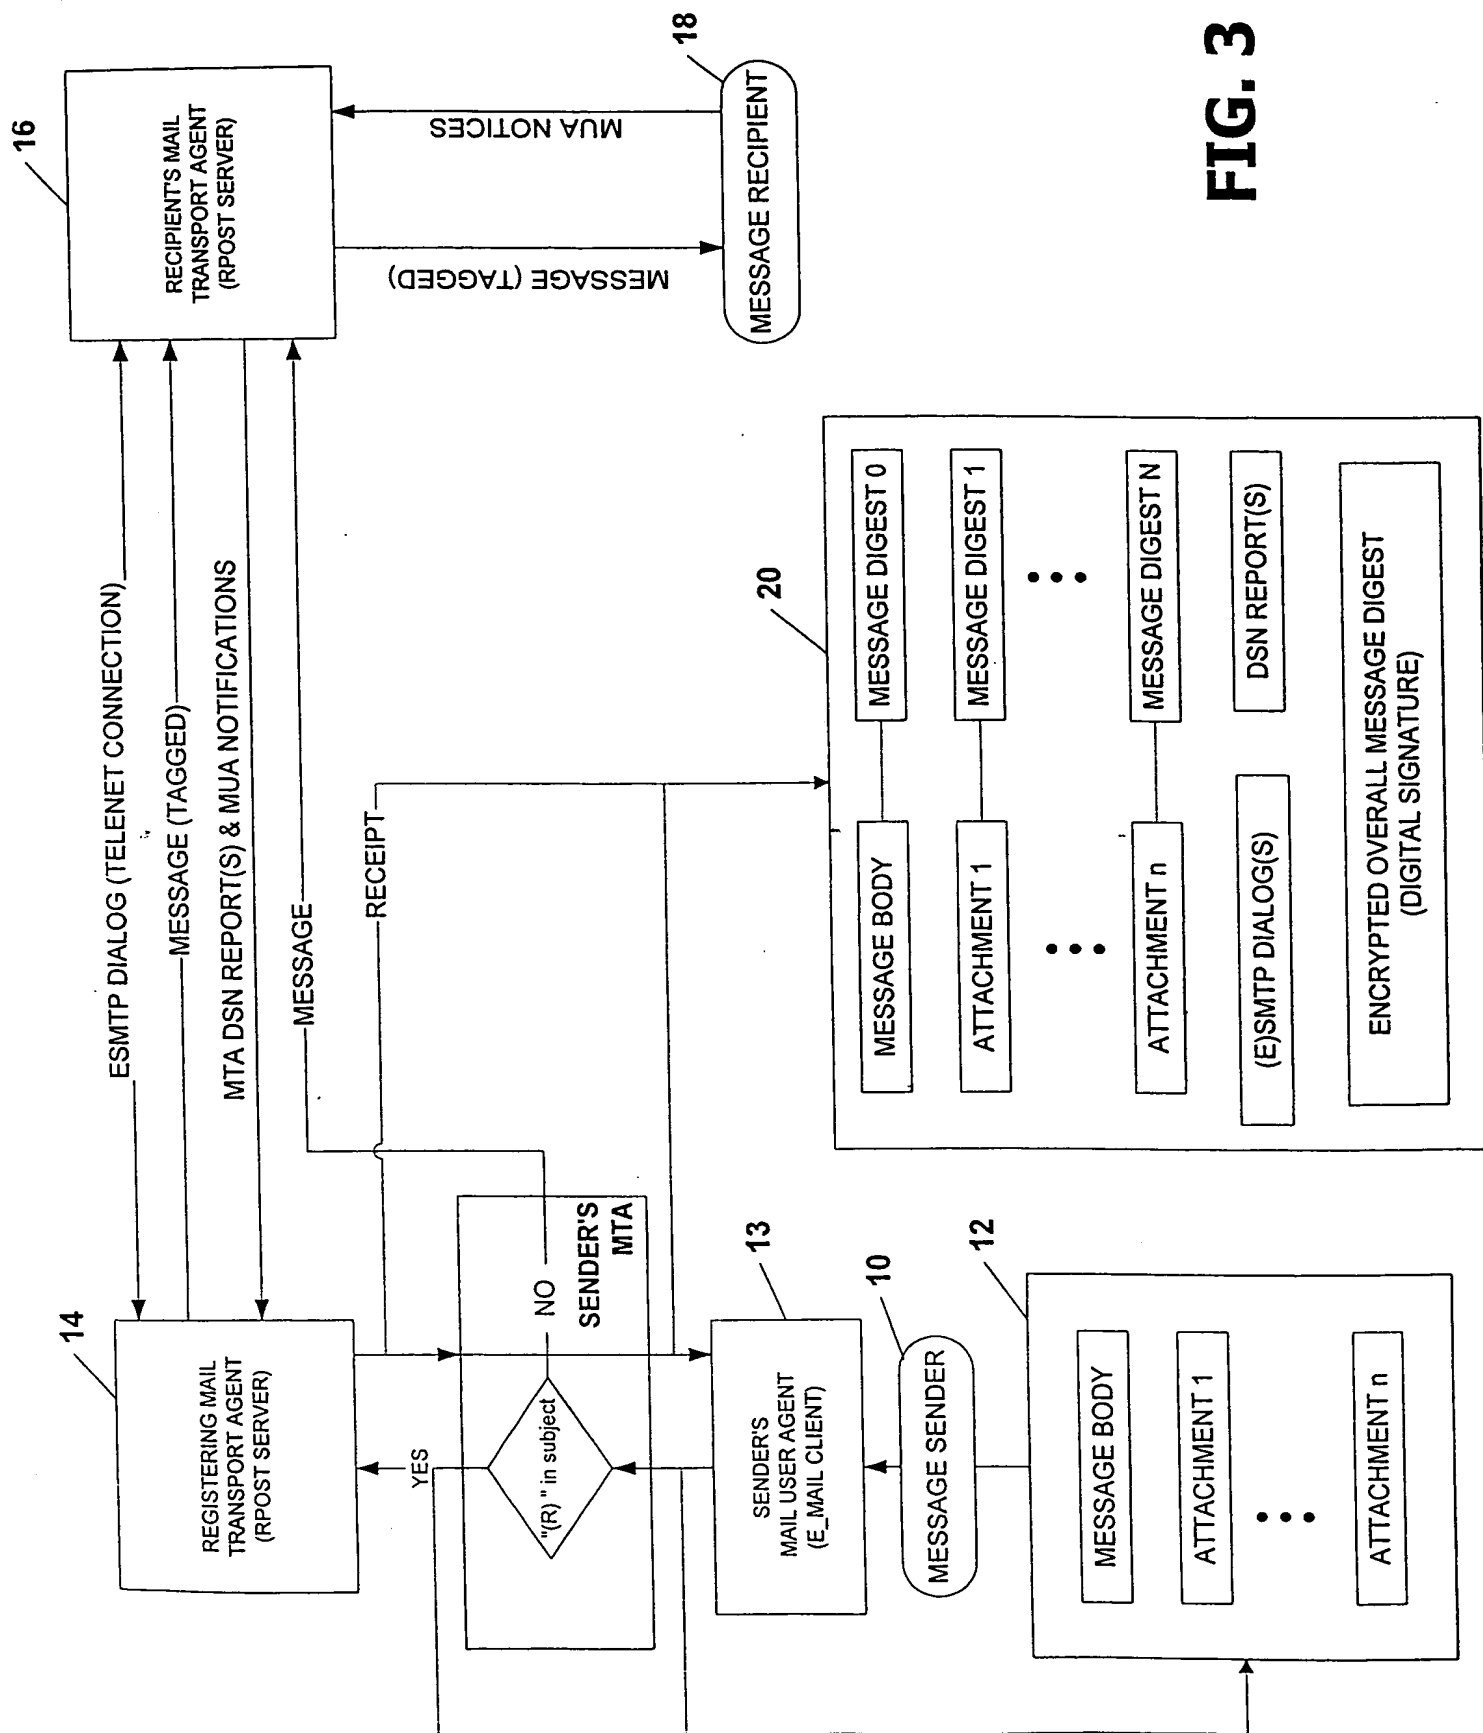 14
REGISTERING MAIL
TRANSPORT AGENT
(RPOST SERVER)
ESMTP DIALOG (TELENET CONNECTION)
MESSAGE (TAGGED)
MTA DSN REPORT(S) & MUA NOTIFICATIONS
MESSAGE
16
RECIPIENT'S MAIL
TRANSPORT AGENT
(RPOST SERVER)
MESSAGE (TAGGED)
MUA NOTICES
18
MESSAGE RECIPIENT
YES
"(R) " in subject
NO
SENDER'S
MTA
RECEIPT
13
SENDER'S
MAIL USER AGENT
(E_MAIL CLIENT)
10
MESSAGE SENDER
12
MESSAGE BODY
ATTACHMENT 1
ATTACHMENT n
20
MESSAGE BODY
MESSAGE DIGEST 0
ATTACHMENT 1
MESSAGE DIGEST 1
ATTACHMENT n
MESSAGE DIGEST N
(E)SMTP DIALOG(S)
DSN REPORT(S)
ENCRYPTED OVERALL MESSAGE DIGEST
(DIGITAL SIGNATURE)
FIG. 3